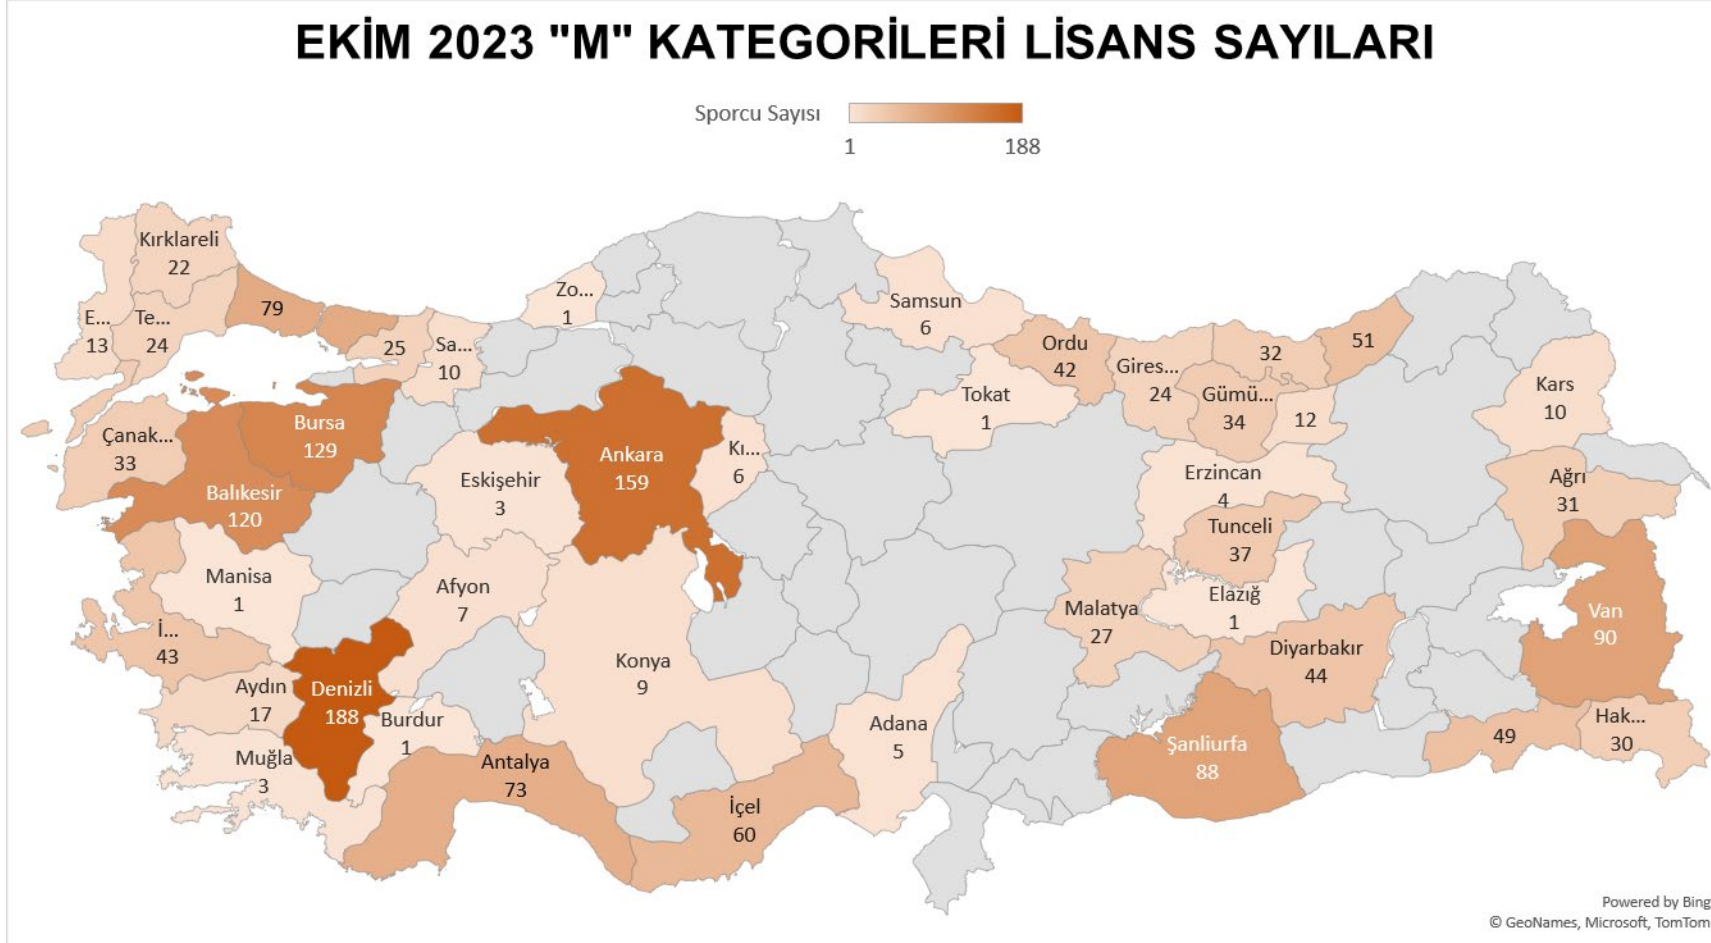 EKİM 2023 "M" KATEGORİLERİ LİSANS SAYILARI
Sporcu Sayısı
1
188
Kırklareli
22
E...
13
Te...
24
79
25
Sa...
10
Zo...
1
Samsun
6
Ordu
42
Gires...
24
32
51
Gümü...
34
12
Tokat
1
Kars
10
Çanak...
33
Bursa
129
Balıkesir
120
Eskişehir
3
Ankara
159
Kı...
6
Erzincan
4
Tunceli
37
Ağrı
31
Manisa
1
Afyon
7
Malatya
27
Elazığ
1
Van
90
İ...
43
Konya
9
Diyarbakır
44
Aydın
17
Denizli
188
Burdur
1
Adana
5
Şanliurfa
88
49
Hak...
30
Muğla
3
Antalya
73
İçel
60
Powered by Bing
© GeoNames, Microsoft, TomTom